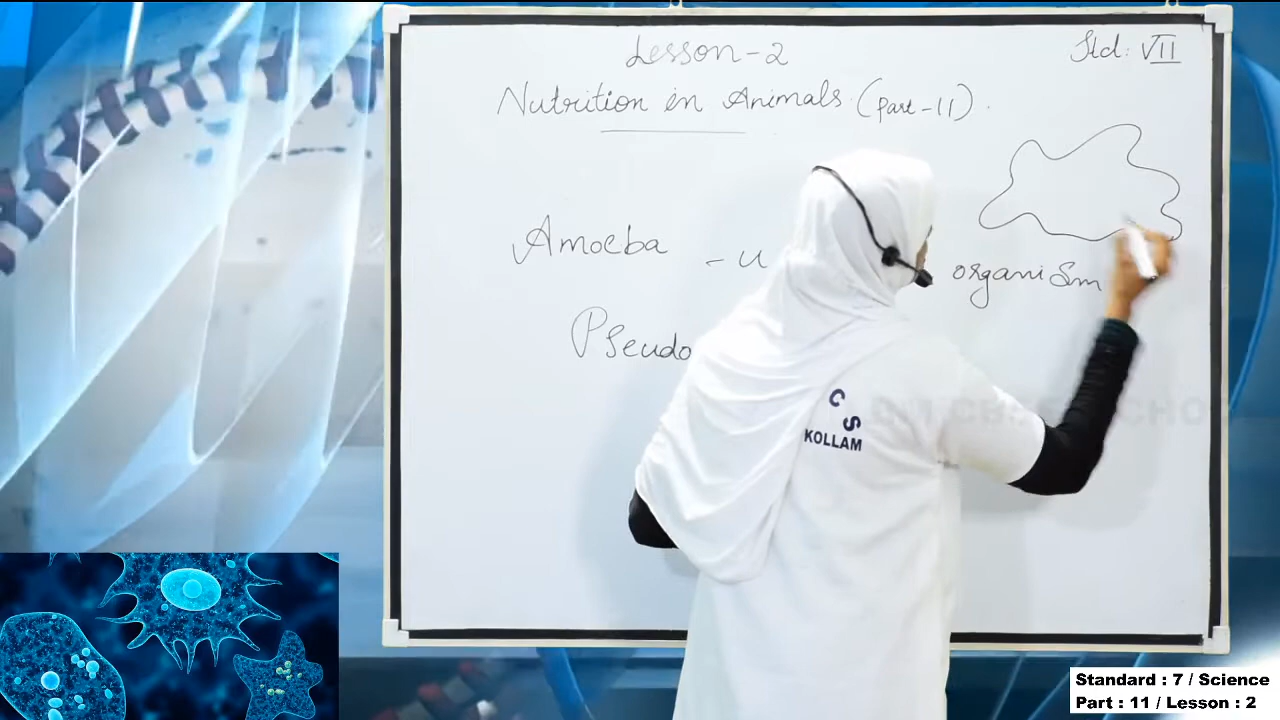 Lesson-2
Std: VII
Nutrition in Animals (Part-11).
Amoeba - u
organism
Pseudo
C
S
KOLLAM
Standard : 7 / Science
Part : 11 / Lesson : 2